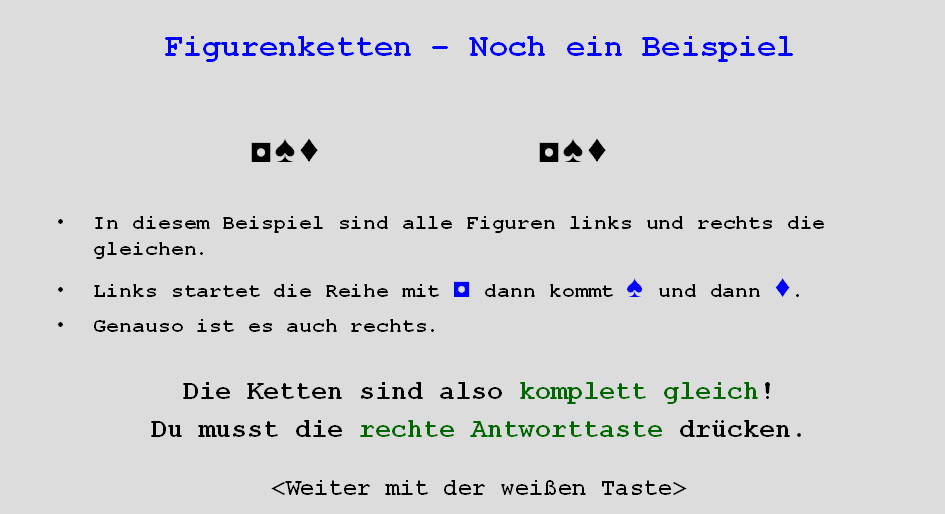 Figurenketten – Noch ein Beispiel
◘♠♦ ◘♠♦
• In diesem Beispiel sind alle Figuren links und rechts die
gleichen.
• Links startet die Reihe mit ◘ dann kommt ♠ und dann ♦.
• Genauso ist es auch rechts.
Die Ketten sind also komplett gleich!
Du musst die rechte Antworttaste drücken.
<Weiter mit der weißen Taste>